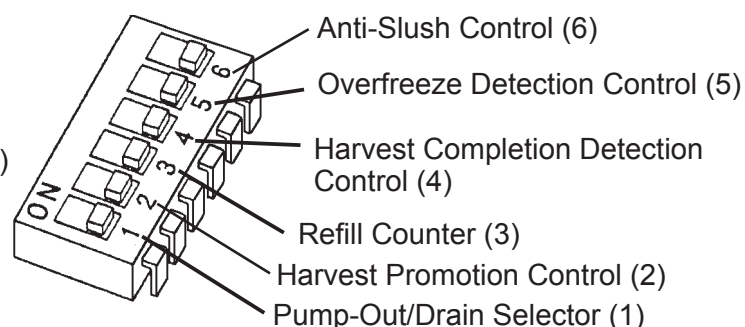 Anti-Slush Control (6)
Overfreeze Detection Control (5)
Harvest Completion Detection
Control (4)
Refill Counter (3)
Harvest Promotion Control (2)
Pump-Out/Drain Selector (1)
ON
1
2
3
4
5
6
)